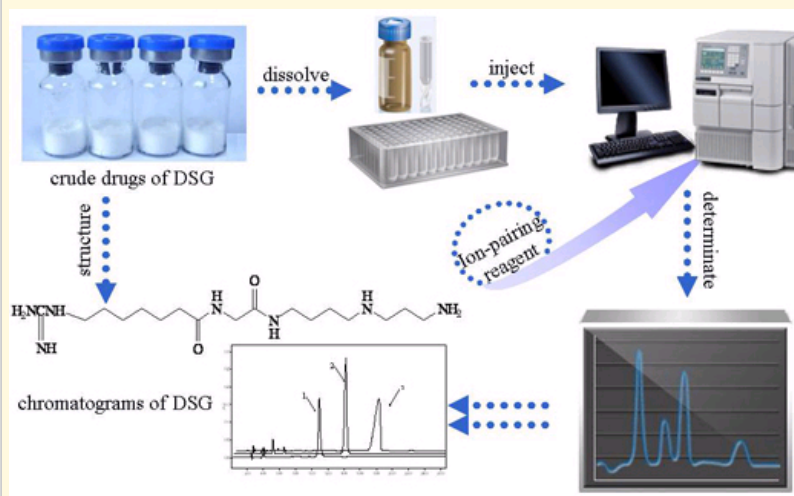 dissolve
inject
crude drugs of DSG
structure
Ion-pairing
reagent
determinate
H₂NCNH
NH
O
H
N
O
N
H
H
N
NH₂
chromatograms of DSG
1
2
3